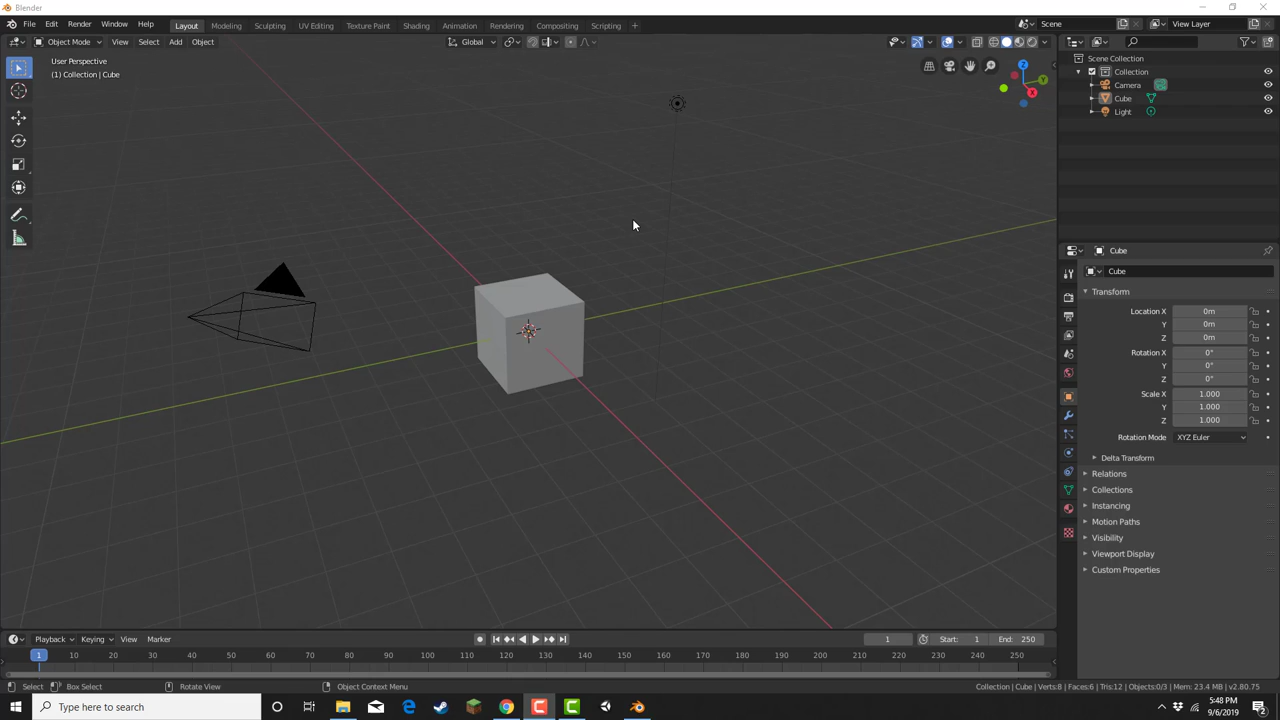 Blender
File Edit Render Window Help Layout Modeling Sculpting UV Editing Texture Paint Shading Animation Rendering Compositing Scripting + Scene View Layer
Object Mode View Select Add Object Global
User Perspective
(1) Collection | Cube
Z
Y
X
Scene Collection
Collection
Camera
Cube
Light
Cube
Cube
Transform
Location X 0m
Y 0m
Z 0m
Rotation X 0°
Y 0°
Z 0°
Scale X 1.000
Y 1.000
Z 1.000
Rotation Mode XYZ Euler
Delta Transform
Relations
Collections
Instancing
Motion Paths
Visibility
Viewport Display
Custom Properties
Playback Keying View Marker 1 Start: 1 End: 250
1 10 20 30 40 50 60 70 80 90 100 110 120 130 140 150 160 170 180 190 200 210 220 230 240 250
Select Box Select Rotate View Object Context Menu Collection | Cube | Verts:8 | Faces:6 | Tris:12 | Objects:0/3 | Mem: 23.4 MB | v2.80.75
Type here to search
5:48 PM
9/6/2019
2